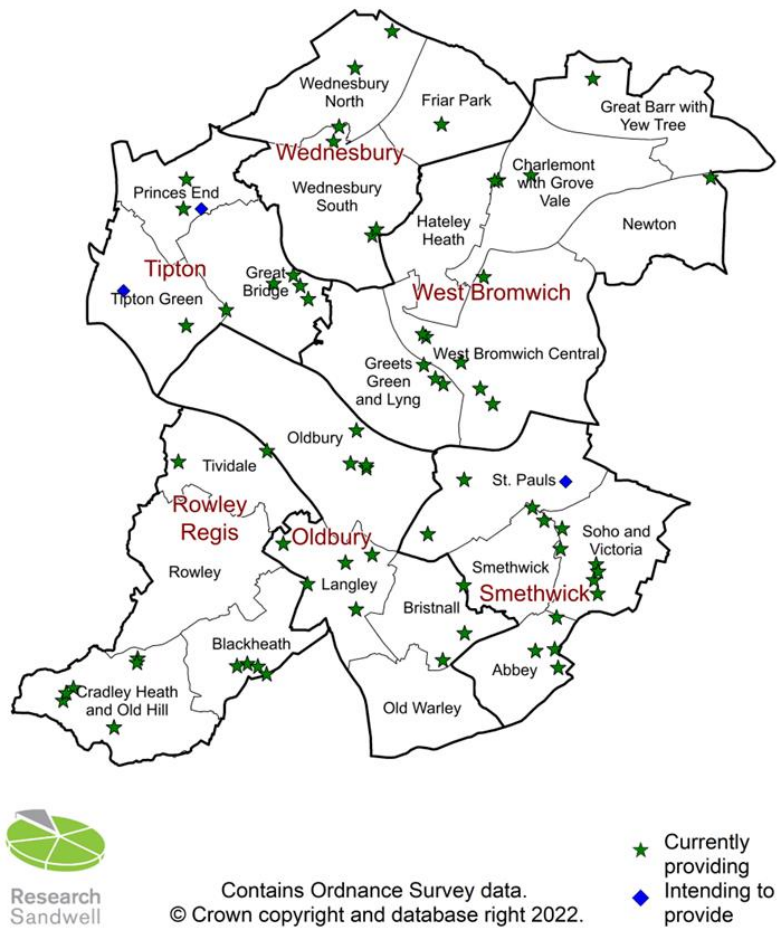 Wednesbury
North
Friar Park
Great Barr with
Yew Tree
Wednesbury
Princes End
Wednesbury
South
Charlemont
with Grove
Vale
Hateley
Heath
Newton
Tipton
Great
Bridge
Tipton Green
West Bromwich
West Bromwich Central
Greets
Green
and Lyng
Oldbury
Tividale
St. Pauls
Rowley
Regis
Oldbury
Soho and
Victoria
Rowley
Langley
Smethwick
Smethwick
Bristnall
Blackheath
Abbey
Cradley Heath
and Old Hill
Old Warley
Research
Sandwell
Contains Ordnance Survey data.
© Crown copyright and database right 2022.
Currently
providing
Intending to
provide